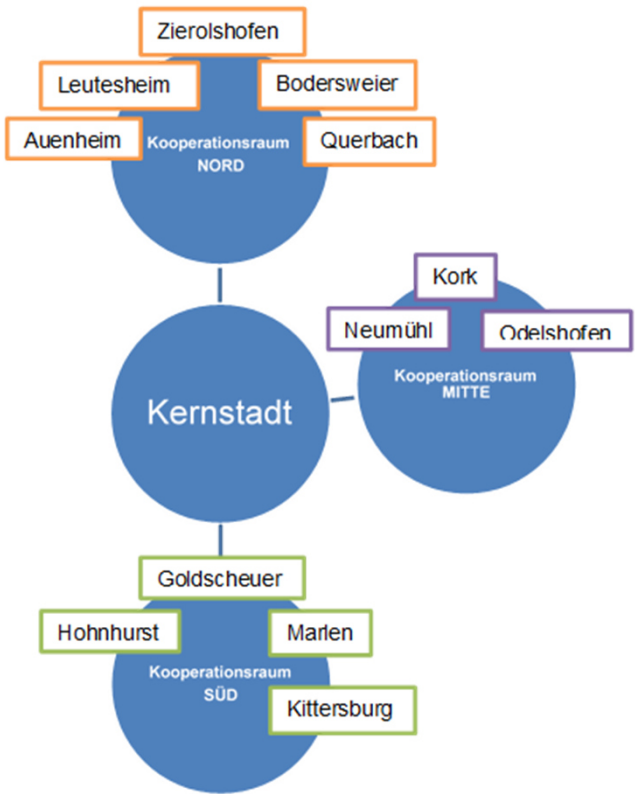 Zierolshofen
Leutesheim
Bodersweier
Auenheim
Kooperationsraum
NORD
Querbach
Kork
Neumühl
Odelshofen
Kooperationsraum
MITTE
Kernstadt
Goldscheuer
Hohnhurst
Marlen
Kooperationsraum
SÜD
Kittersburg